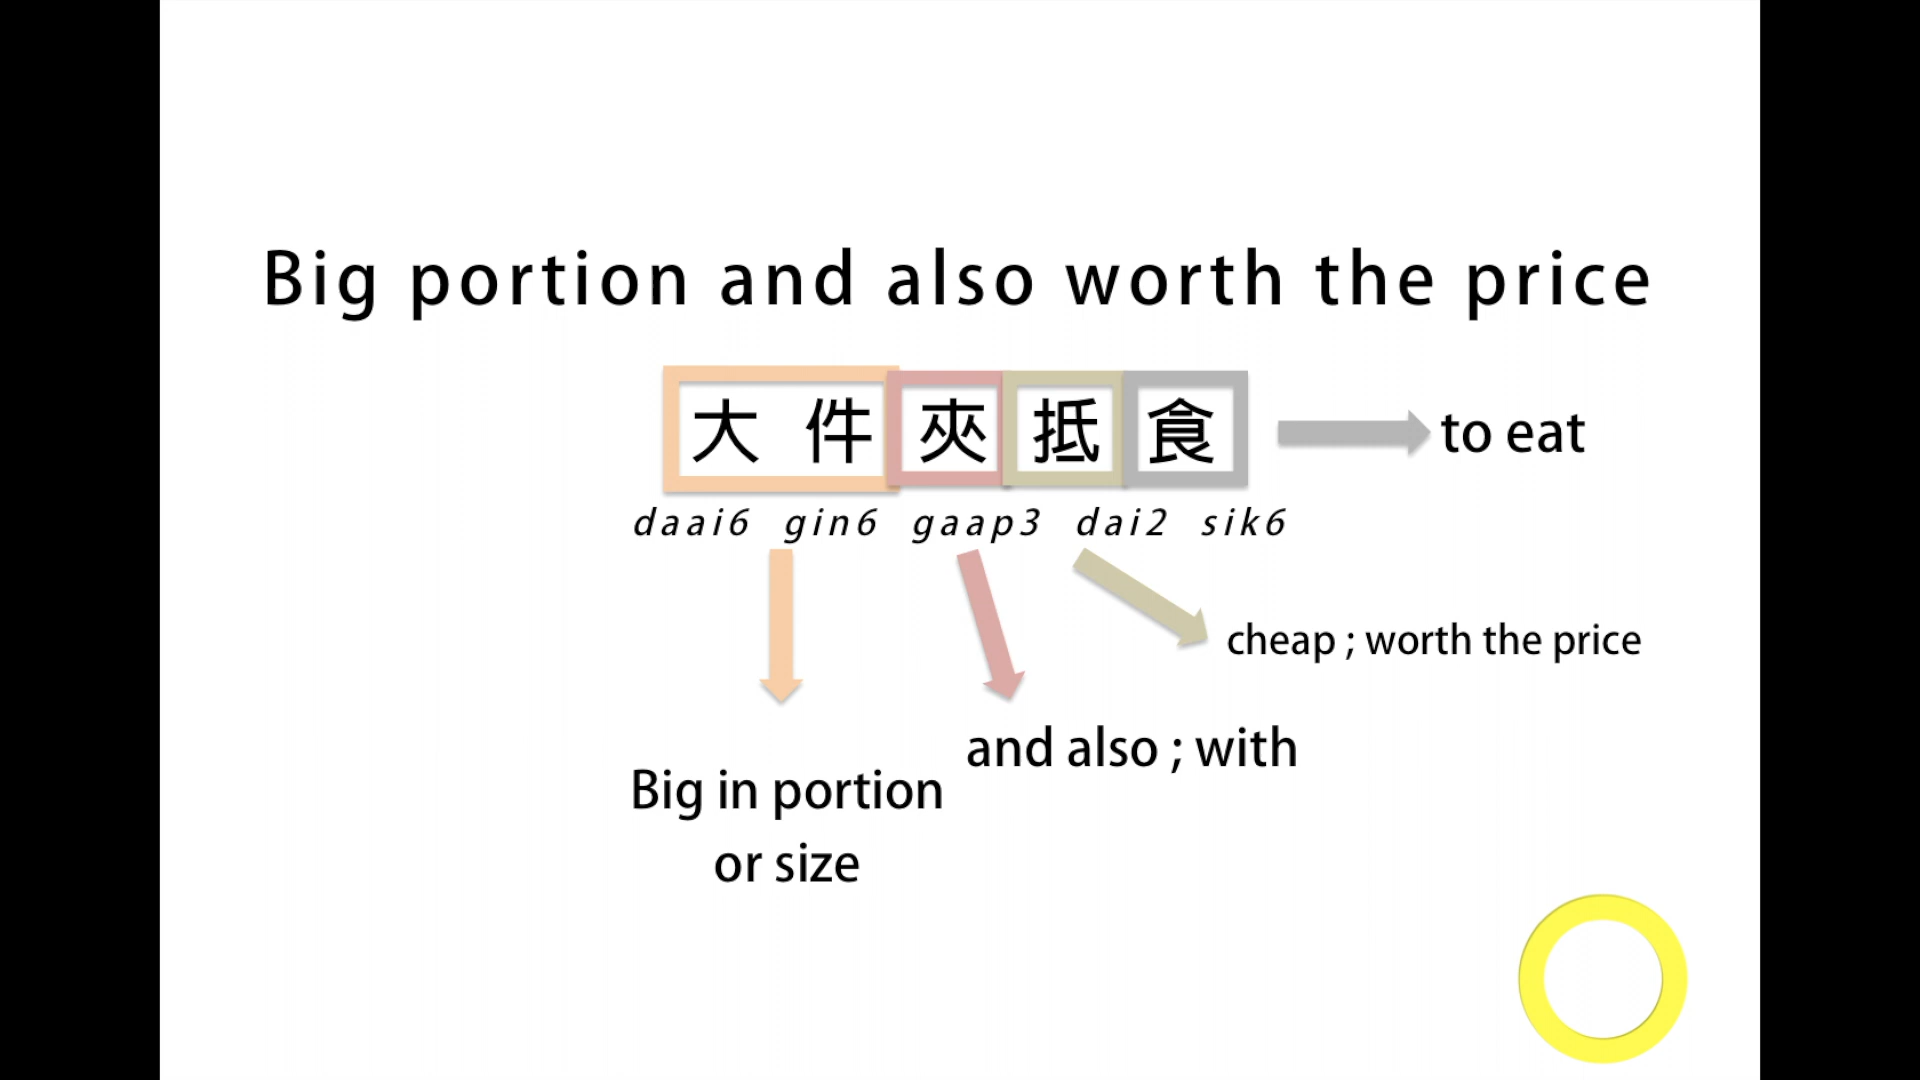 Big portion and also worth the price
大件夾抵食
to eat
daai6 gin6 gaap3 dai2 sik6
cheap ; worth the price
and also ; with
Big in portion
or size